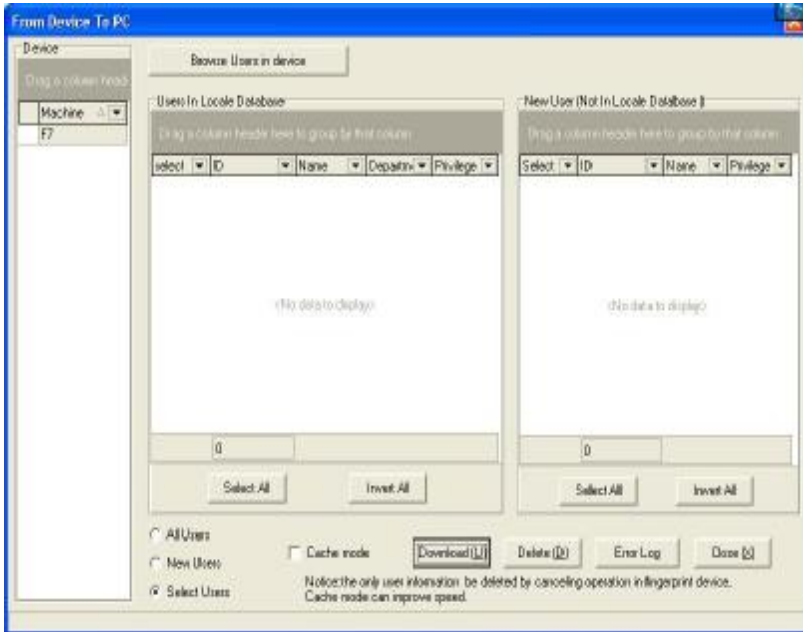 From Device To PC
Device
Drag a column head
Machine
F7
Browse Users in device
Users In Locale Database
Drag a column header here to group by that column
select ID Name Departm Privilege
<No data to display>
0
Select All Invert All
New User (Not In Locale Database )
Drag a column header here to group by that column
Select ID Name Privilege
<No data to display>
0
Select All Invert All
All Users
New Users
Select Users
Cache mode
Download(U) Delete (D) Error Log Close (X)
Notice:the only user information be deleted by canceling operation in fingerprint device.
Cache mode can improve speed.